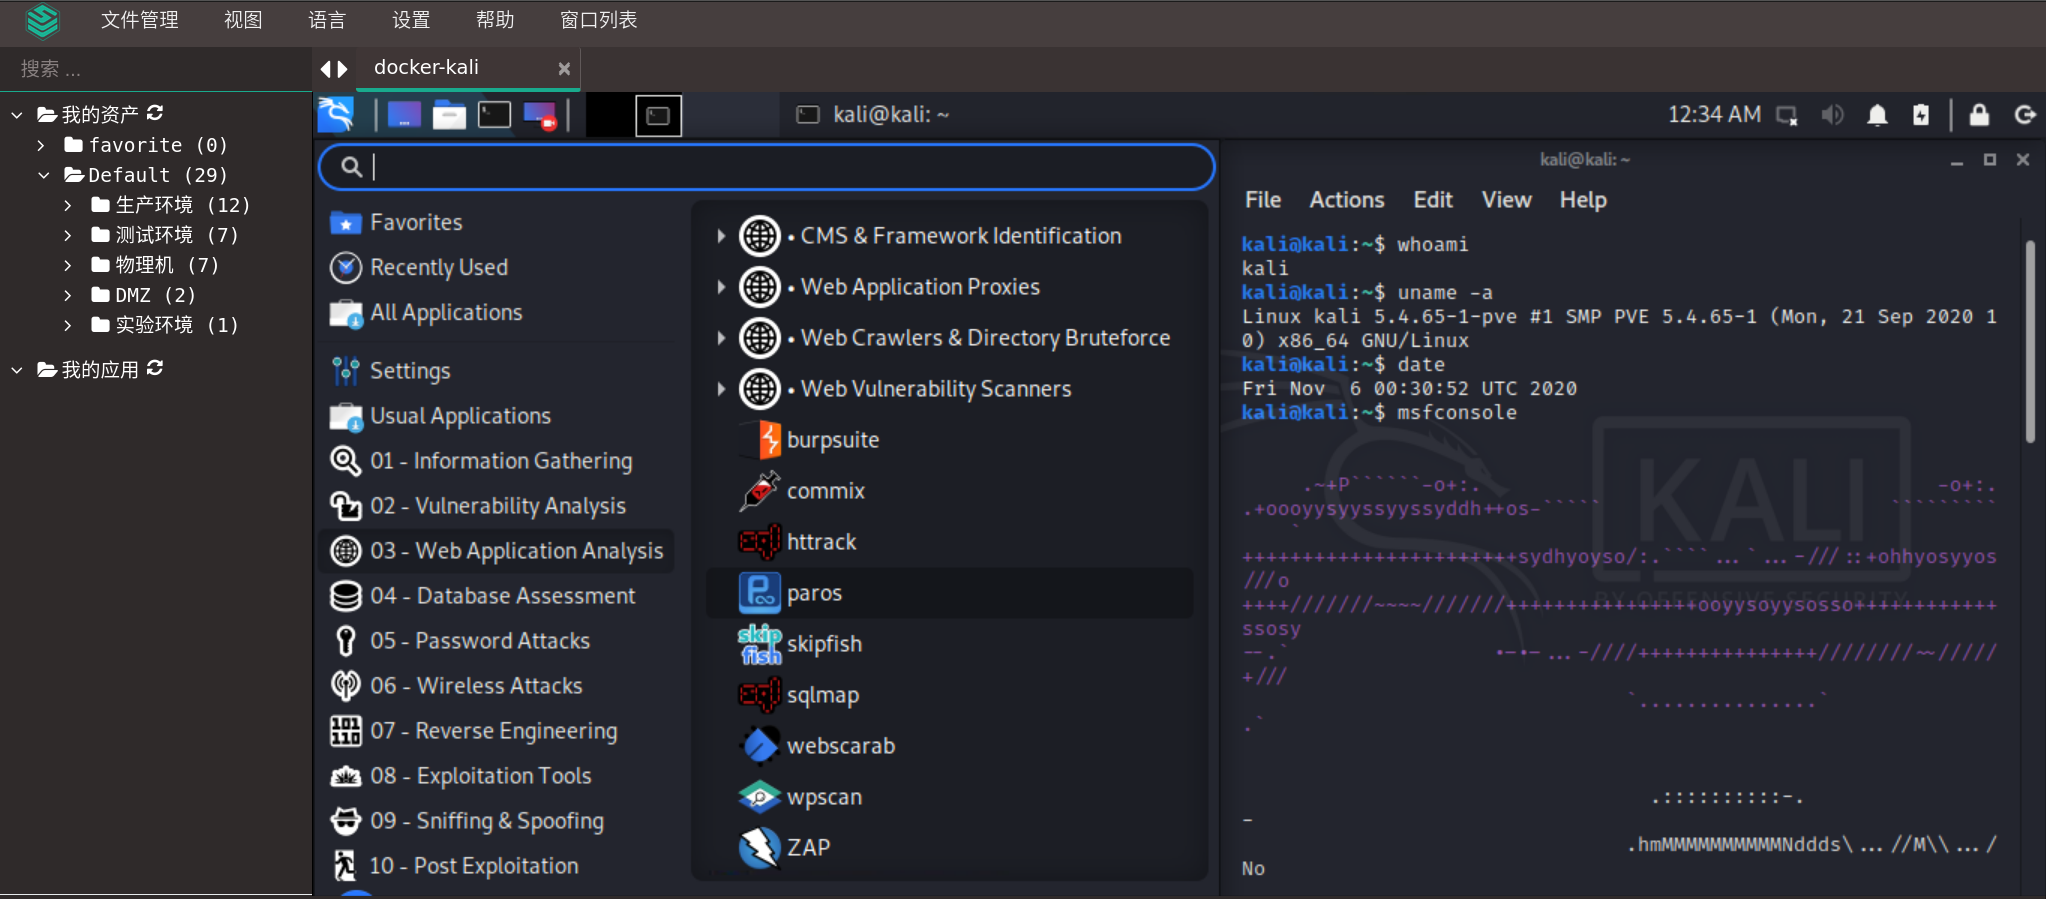 文件管理 视图 语言 设置 帮助 窗口列表
搜索 ...
docker-kali ×
我的资产
favorite (0)
Default (29)
生产环境 (12)
测试环境 (7)
物理机 (7)
DMZ (2)
实验环境 (1)
我的应用
kali@kali: ~
12:34 AM
Favorites
Recently Used
All Applications
Settings
Usual Applications
01 - Information Gathering
02 - Vulnerability Analysis
03 - Web Application Analysis
04 - Database Assessment
05 - Password Attacks
06 - Wireless Attacks
07 - Reverse Engineering
08 - Exploitation Tools
09 - Sniffing & Spoofing
10 - Post Exploitation
• CMS & Framework Identification
• Web Application Proxies
• Web Crawlers & Directory Bruteforce
• Web Vulnerability Scanners
burpsuite
commix
httrack
paros
skip
fish
skipfish
sqlmap
webscarab
wpscan
ZAP
kali@kali: ~
File Actions Edit View Help
kali@kali:~$ whoami
kali
kali@kali:~$ uname -a
Linux kali 5.4.65-1-pve #1 SMP PVE 5.4.65-1 (Mon, 21 Sep 2020 1
0) x86_64 GNU/Linux
kali@kali:~$ date
Fri Nov  6 00:30:52 UTC 2020
kali@kali:~$ msfconsole
.~+P``````-o+:. -o+:.
.+oooyysyyssyyssyddh++os-````` `````````
`
+++++++++++++++++++++++sydhyoyso/:.````...`...-///::+ohhyosyyos
///o
++++///////~~~~///////++++++++++++++++ooyysoyysosso++++++++++++
ssosy
--.` •-•-...-////+++++++++++++++////////~~/////
+///
`...............`
.`
.::::::::::-.
-
.hmMMMMMMMMMMNddds\...//M\\.../
No
KALI
BY OFFENSIVE SECURITY